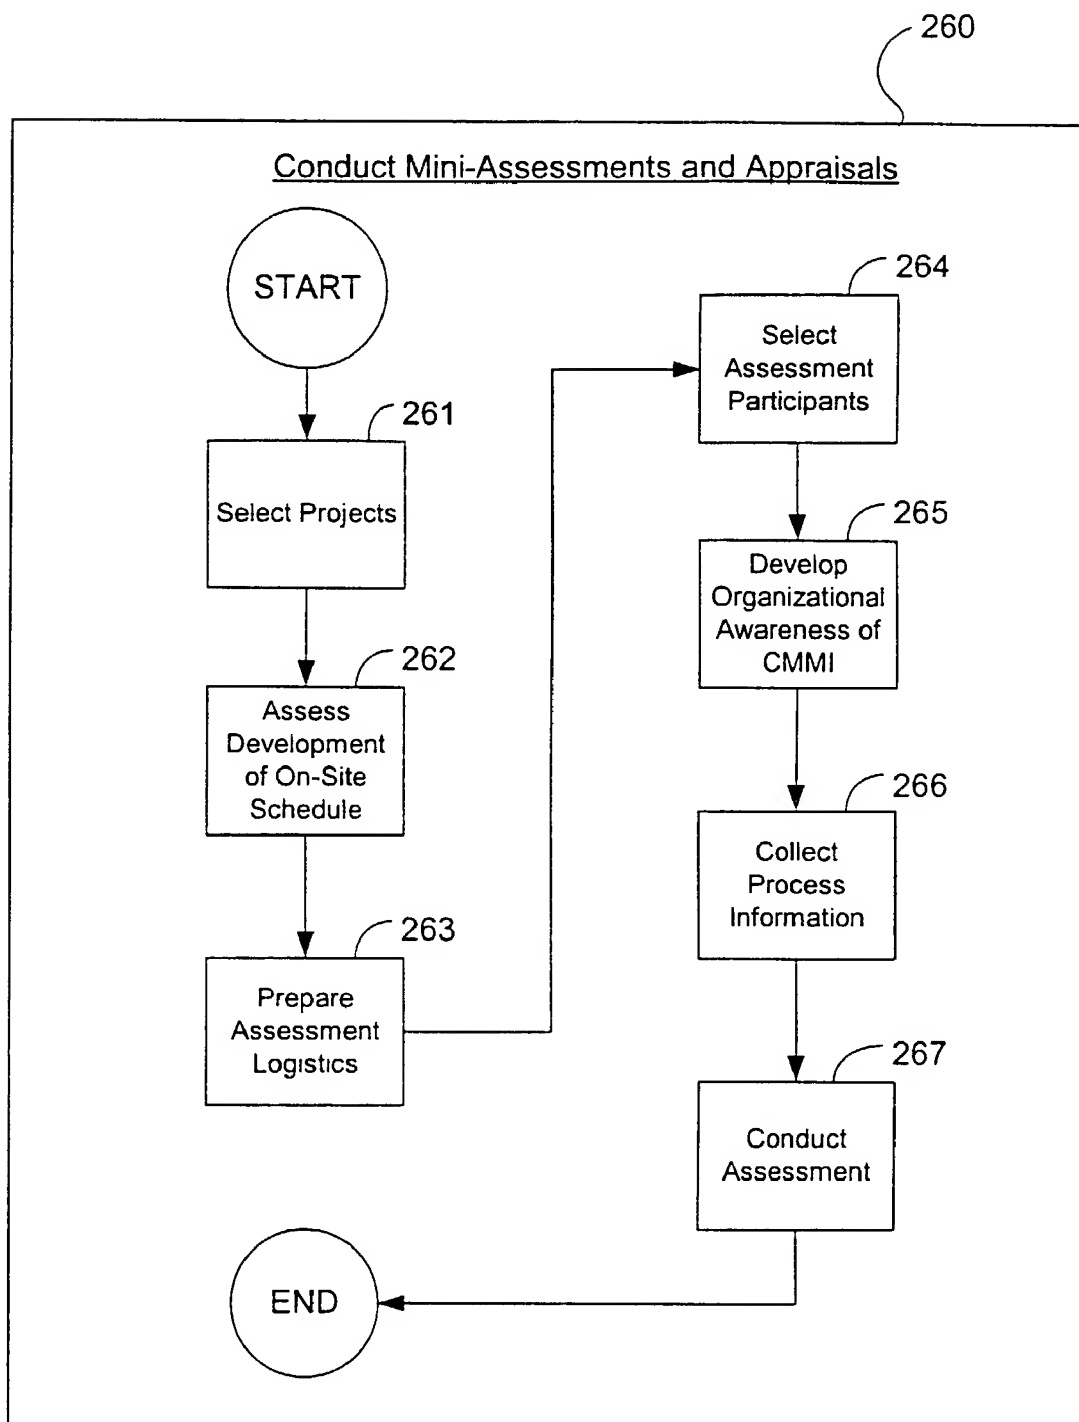 260
Conduct Mini-Assessments and Appraisals
START
261
Select Projects
262
Assess
Development
of On-Site
Schedule
263
Prepare
Assessment
Logistics
264
Select
Assessment
Participants
265
Develop
Organizational
Awareness of
CMMI
266
Collect
Process
Information
267
Conduct
Assessment
END